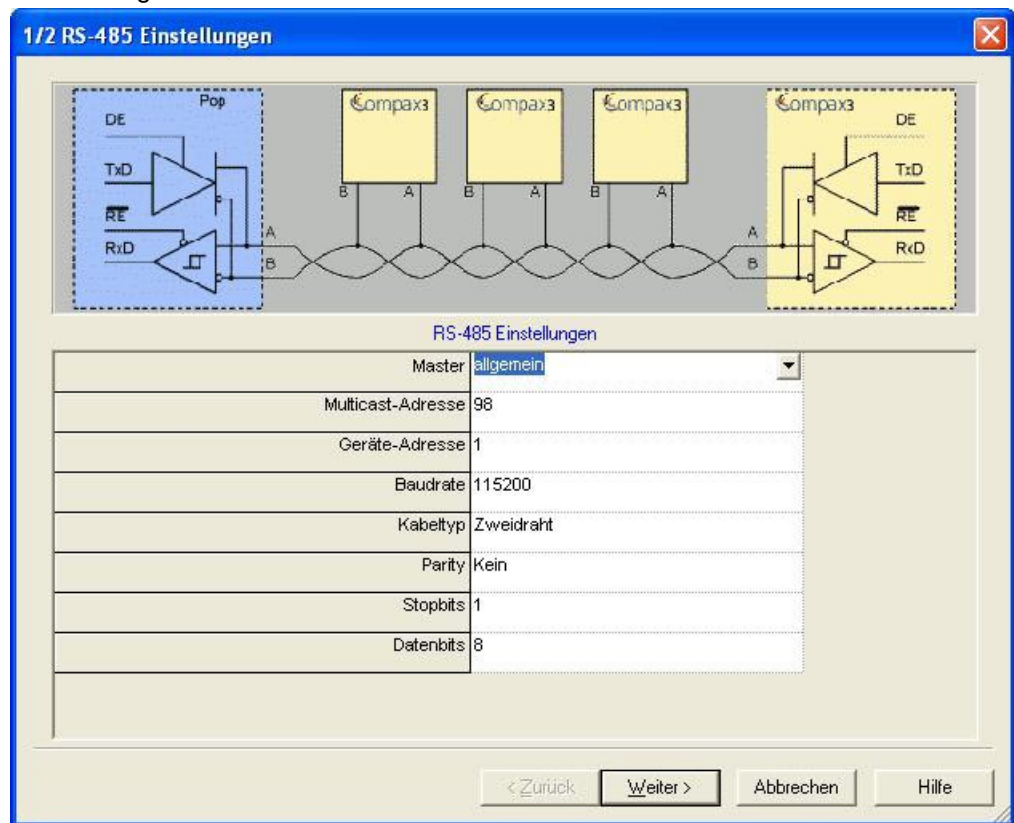 1/2 RS-485 Einstellungen
Pop
DE
TxD
RE
RxD
A
B
Compax3
B A
Compax3
B A
Compax3
B A
Compax3
DE
TxD
RE
RxD
A
B
RS-485 Einstellungen
Master allgemein
Multicast-Adresse 98
Geräte-Adresse 1
Baudrate 115200
Kabeltyp Zweidraht
Parity Kein
Stopbits 1
Datenbits 8
< Zurück Weiter > Abbrechen Hilfe